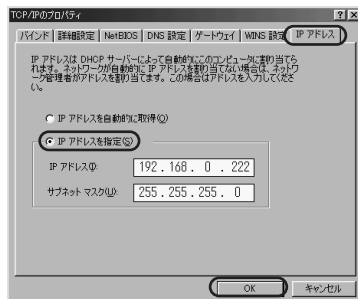 TCP/IPのプロパティ
バインド 詳細設定 NetBIOS DNS 設定 ゲートウェイ WINS 設定 IP アドレス
IP アドレスは DHCP サーバーによって自動的にこのコンピュータに割り当てら
れます。ネットワークが自動的に IP アドレスを割り当てない場合は、ネットワ
ーク管理者がアドレスを割り当てます。この場合はアドレスを入力してくださ
い。
IP アドレスを自動的に取得(O)
IP アドレスを指定(S)
IP アドレス(I): 192 . 168 . 0 . 222
サブネット マスク(U): 255 . 255 . 255 . 0
OK キャンセル